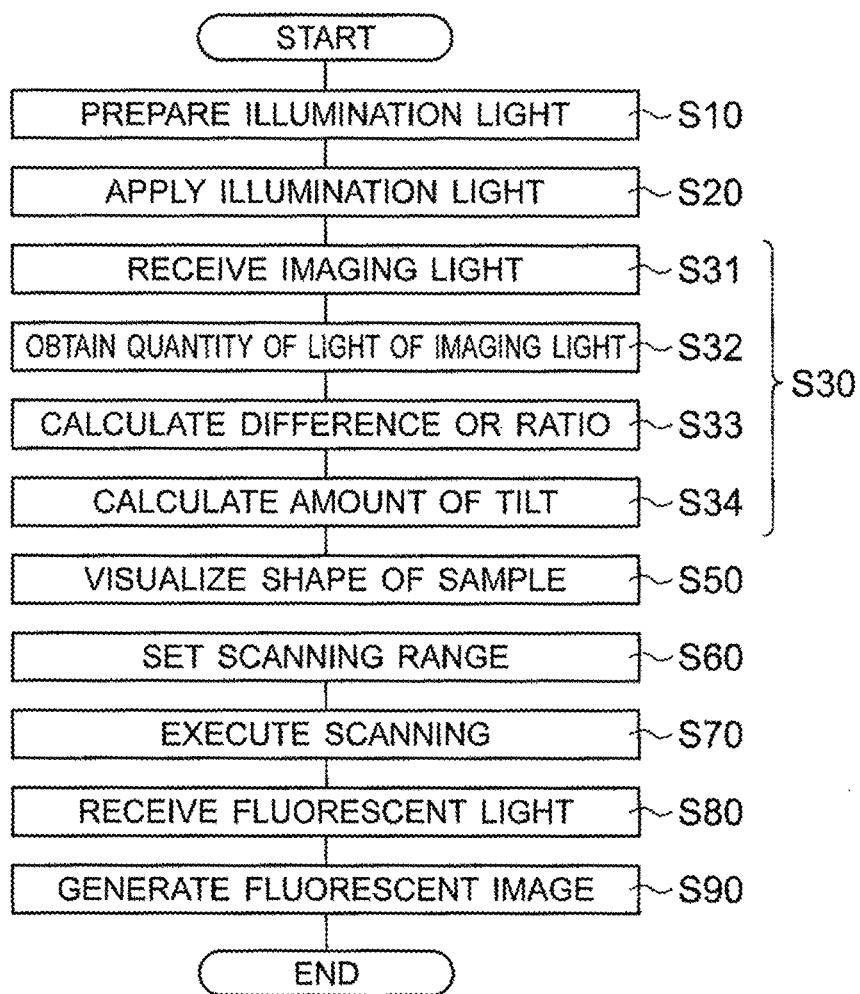 START
PREPARE ILLUMINATION LIGHT S10
APPLY ILLUMINATION LIGHT S20
RECEIVE IMAGING LIGHT S31
OBTAIN QUANTITY OF LIGHT OF IMAGING LIGHT S32
S30
CALCULATE DIFFERENCE OR RATIO S33
CALCULATE AMOUNT OF TILT S34
VISUALIZE SHAPE OF SAMPLE S50
SET SCANNING RANGE S60
EXECUTE SCANNING S70
RECEIVE FLUORESCENT LIGHT S80
GENERATE FLUORESCENT IMAGE S90
END